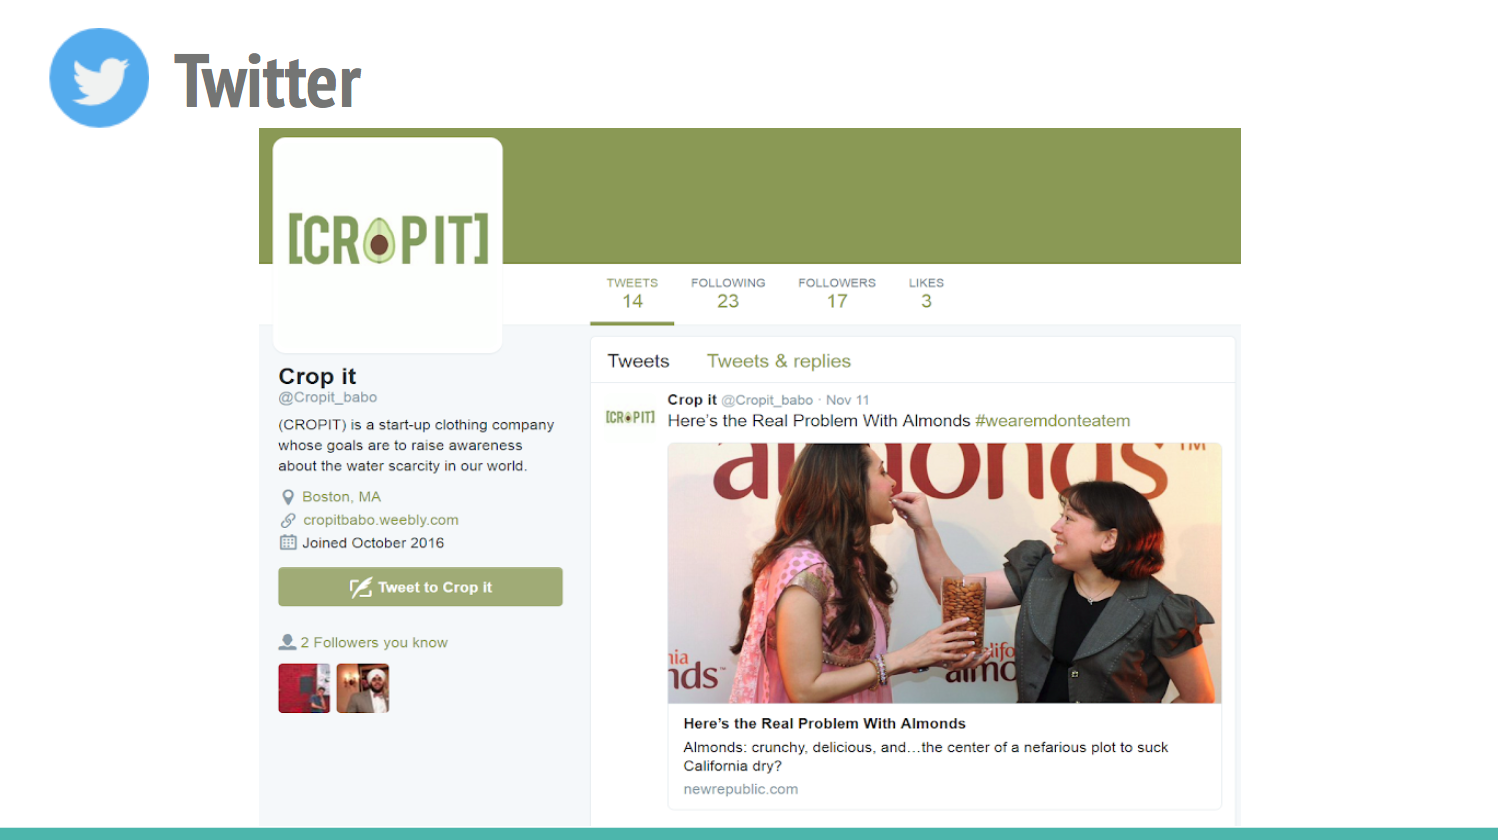 Twitter
[CROPIT]
TWEETS FOLLOWING FOLLOWERS LIKES
14 23 17 3
Crop it
@Cropit_babo
(CROPIT) is a start-up clothing company
whose goals are to raise awareness
about the water scarcity in our world.
Boston, MA
cropitbabo.weebly.com
Joined October 2016
Tweet to Crop it
2 Followers you know
Tweets Tweets & replies
[CROPIT]
Crop it @Cropit_babo · Nov 11
Here's the Real Problem With Almonds #wearemdonteatem
almonds™
nia
nds™
califo
almo
Here's the Real Problem With Almonds
Almonds: crunchy, delicious, and…the center of a nefarious plot to suck
California dry?
newrepublic.com